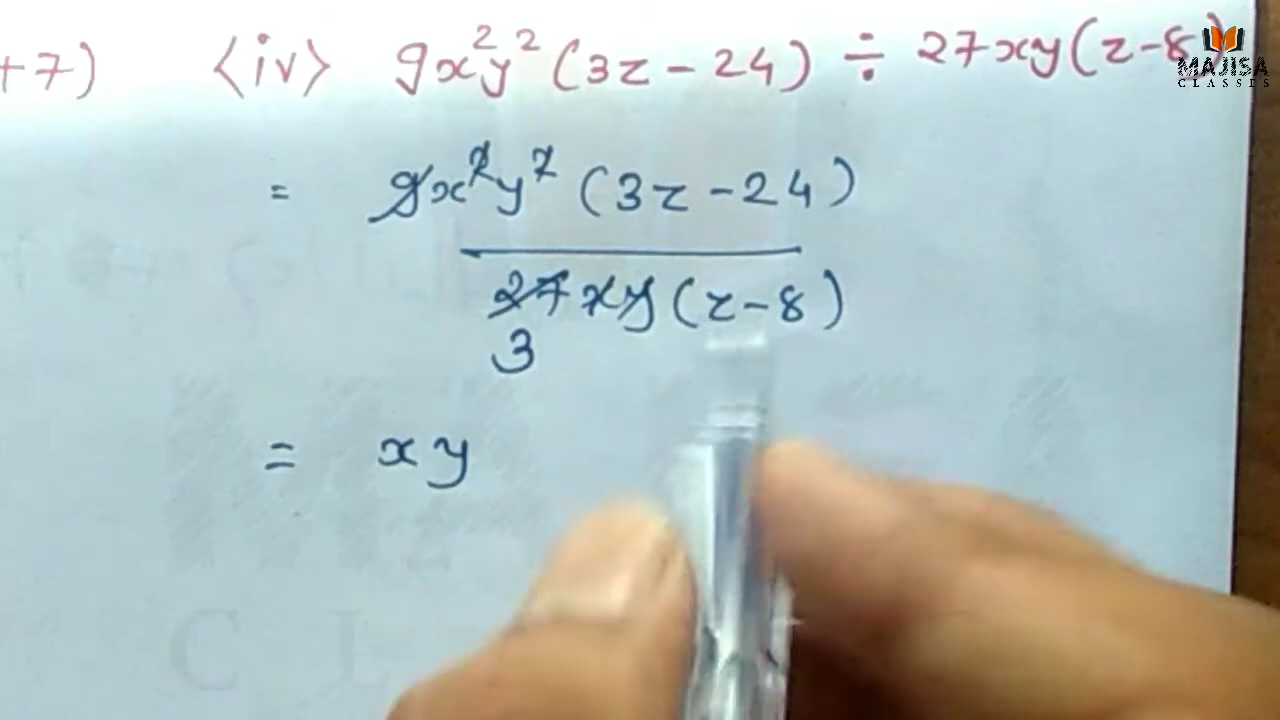 +7) <iv> 9x²y²(3z-24) ÷ 27xy(z-8)
MAJISA
CLASSES
= 9x²y²(3z-24)
27xy(z-8)
3
= xy